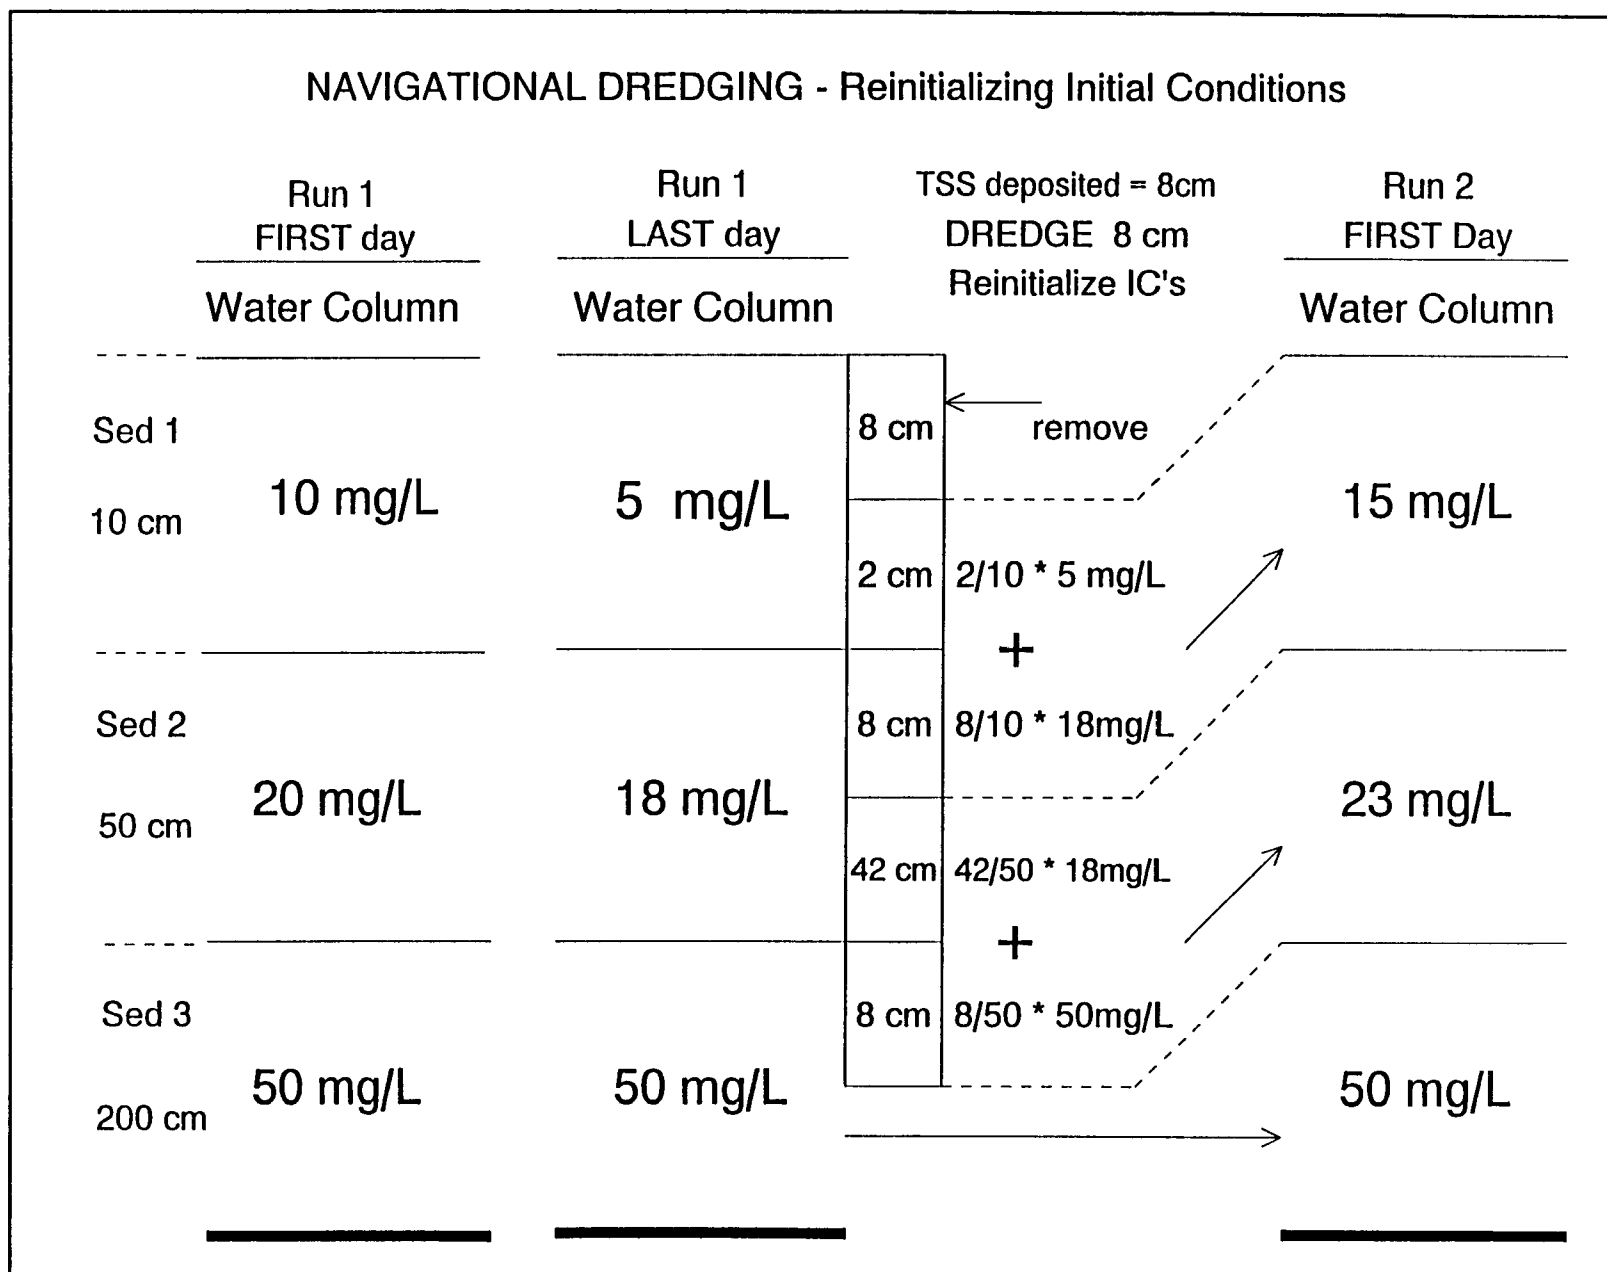 NAVIGATIONAL DREDGING - Reinitializing Initial Conditions
Run 1
FIRST day
Water Column
Run 1
LAST day
Water Column
TSS deposited = 8cm
DREDGE 8 cm
Reinitialize IC's
Run 2
FIRST Day
Water Column
Sed 1
10 cm
10 mg/L
5 mg/L
8 cm
remove
2 cm
2/10 * 5 mg/L
+
15 mg/L
Sed 2
50 cm
20 mg/L
18 mg/L
8 cm
8/10 * 18mg/L
42 cm
42/50 * 18mg/L
+
23 mg/L
Sed 3
200 cm
50 mg/L
50 mg/L
8 cm
8/50 * 50mg/L
50 mg/L